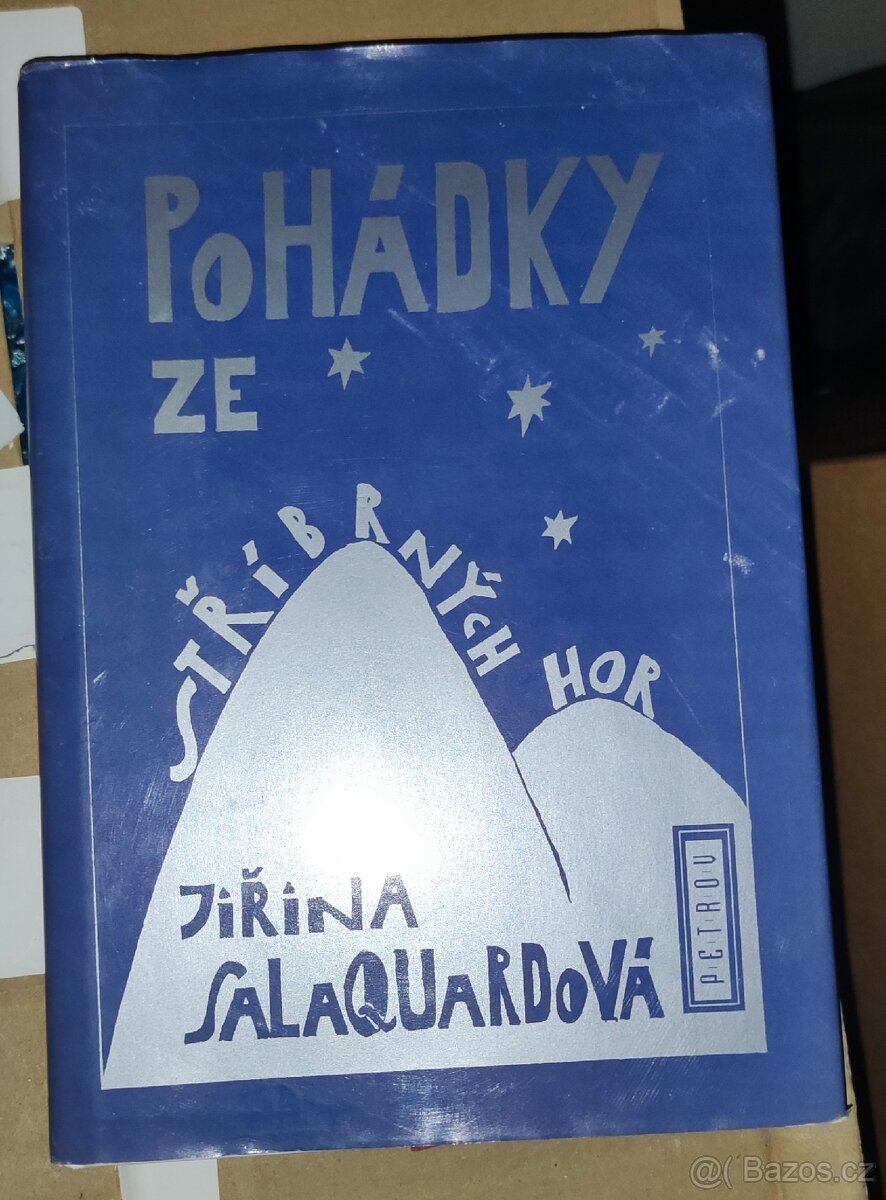 POHÁDKY
ZE
STŘÍBRNÝCH HOR
JIŘINA
SALAQUARDOVÁ
PETROV
@( Bazos.cz